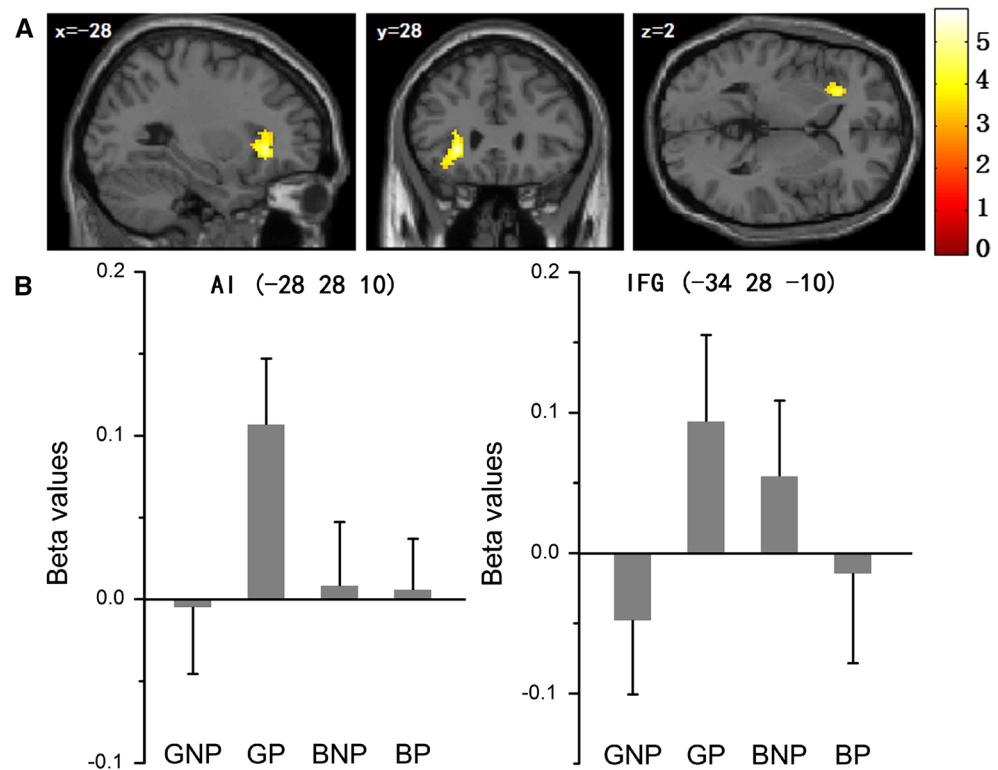 A
x=-28
y=28
z=2
5
4
3
2
1
0
B
AI (-28 28 10)
0.2
0.1
0.0
-0.1
Beta values
GNP GP BNP BP
IFG (-34 28 -10)
0.2
0.1
0.0
-0.1
Beta values
GNP GP BNP BP